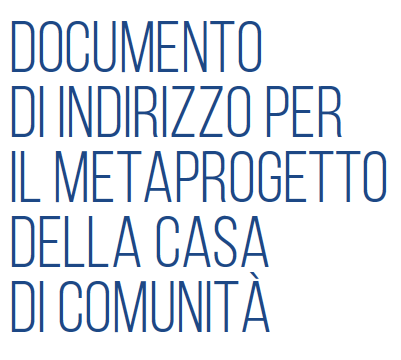 DOCUMENTO
DI INDIRIZZO PER
IL METAPROGETTO
DELLA CASA
DI COMUNITÀ